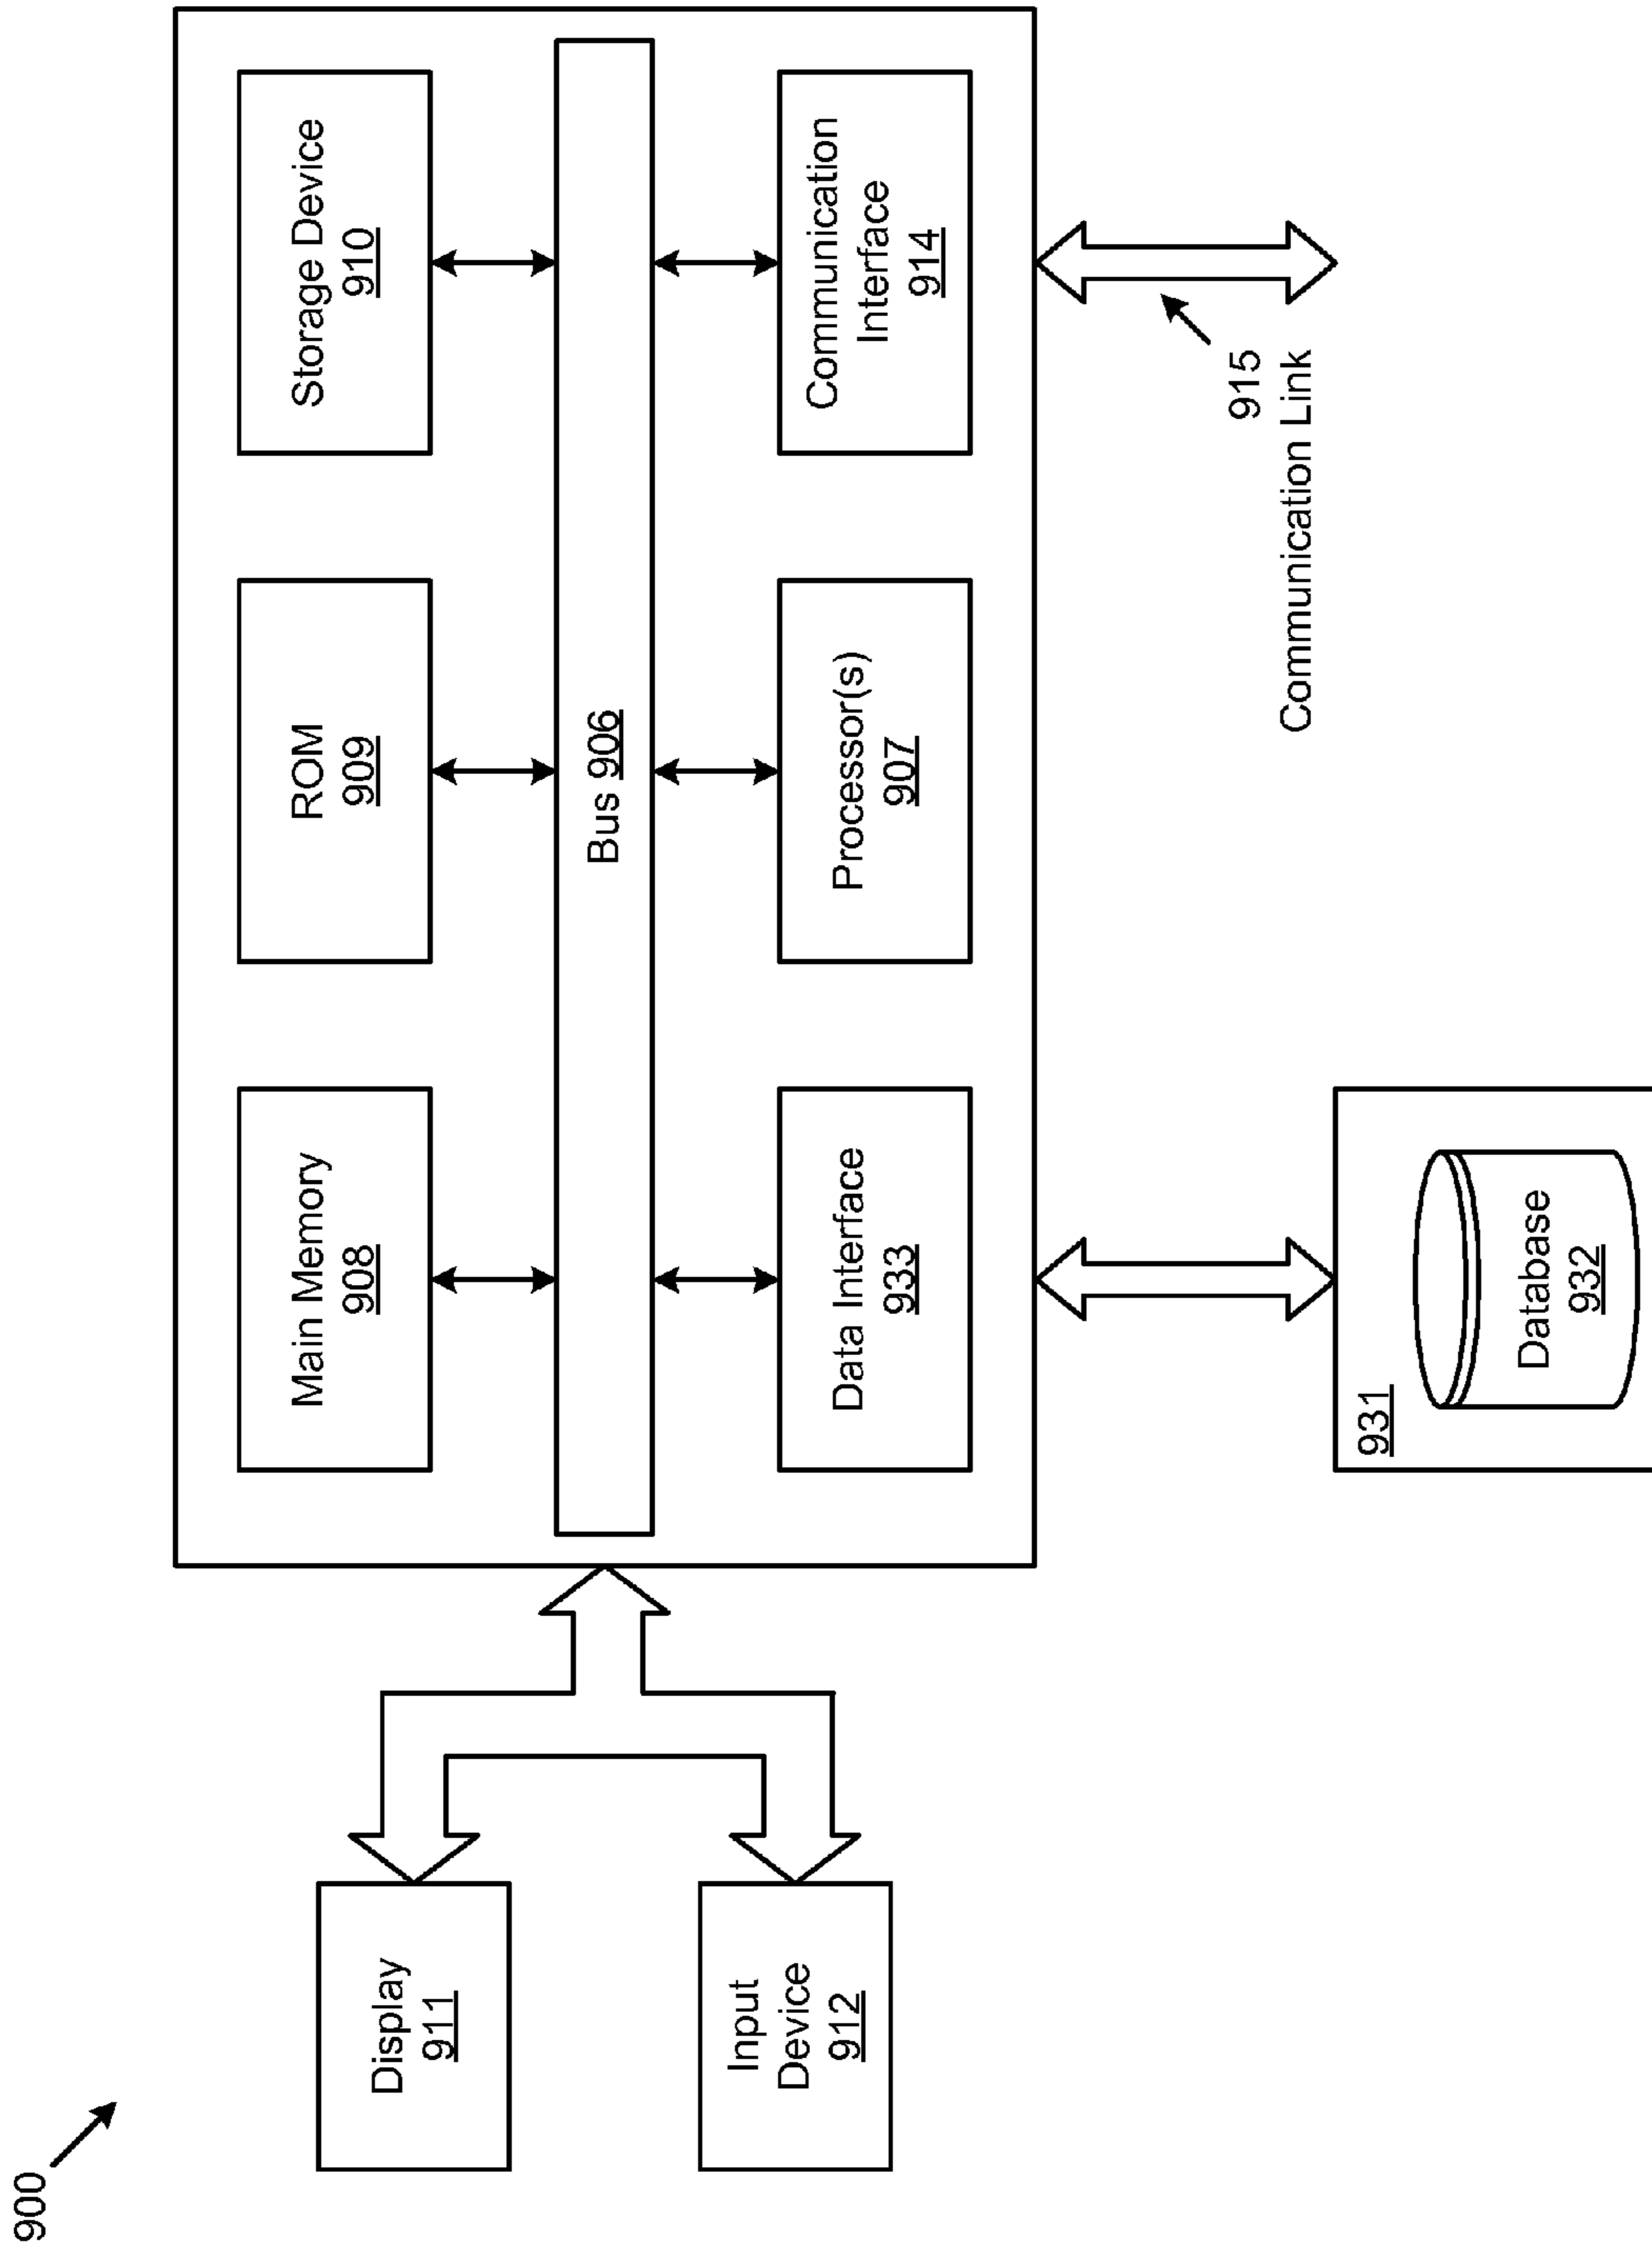 900
Display
911
Input
Device
912
Main Memory
908
ROM
909
Storage Device
910
Bus 906
Data Interface
933
Processor(s)
907
Communication
Interface
914
915
Communication Link
931
Database
932